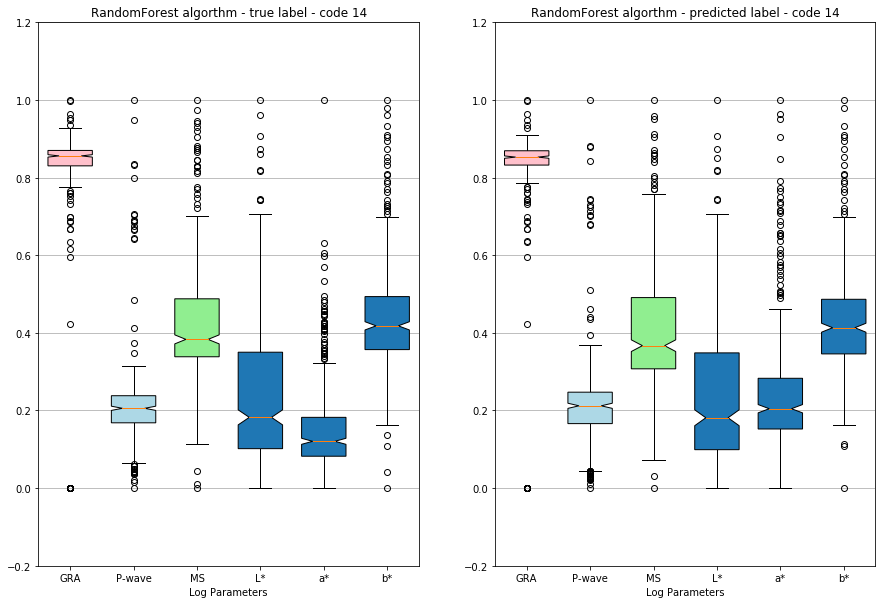 RandomForest algorthm - true label - code 14
1.2
1.0
0.8
0.6
0.4
0.2
0.0
−0.2
GRA P-wave MS L* a* b*
Log Parameters
RandomForest algorthm - predicted label - code 14
1.2
1.0
0.8
0.6
0.4
0.2
0.0
−0.2
GRA P-wave MS L* a* b*
Log Parameters